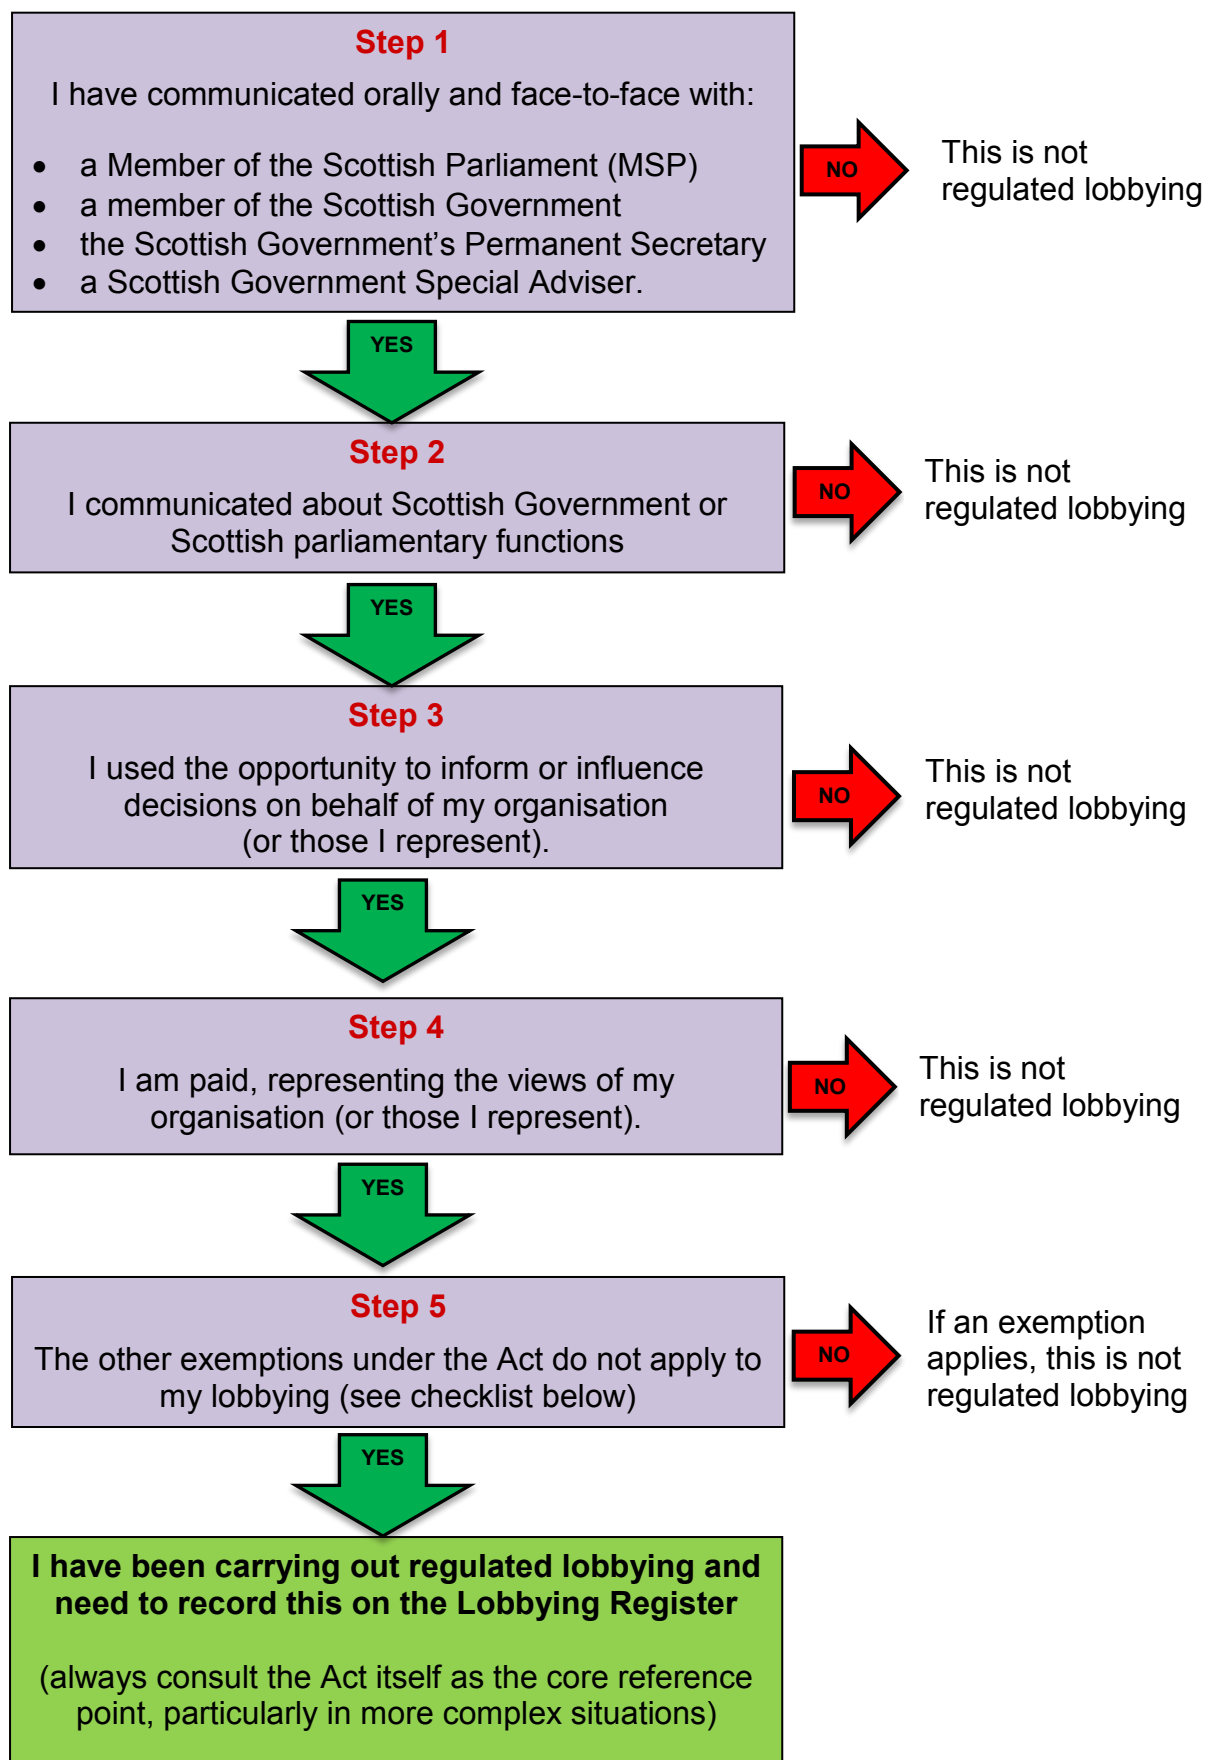 Step 1
I have communicated orally and face-to-face with:
• a Member of the Scottish Parliament (MSP)
• a member of the Scottish Government
• the Scottish Government's Permanent Secretary
• a Scottish Government Special Adviser.
NO
This is not
regulated lobbying
YES
Step 2
I communicated about Scottish Government or
Scottish parliamentary functions
NO
This is not
regulated lobbying
YES
Step 3
I used the opportunity to inform or influence
decisions on behalf of my organisation
(or those I represent).
NO
This is not
regulated lobbying
YES
Step 4
I am paid, representing the views of my
organisation (or those I represent).
NO
This is not
regulated lobbying
YES
Step 5
The other exemptions under the Act do not apply to
my lobbying (see checklist below)
NO
If an exemption
applies, this is not
regulated lobbying
YES
I have been carrying out regulated lobbying and
need to record this on the Lobbying Register
(always consult the Act itself as the core reference
point, particularly in more complex situations)